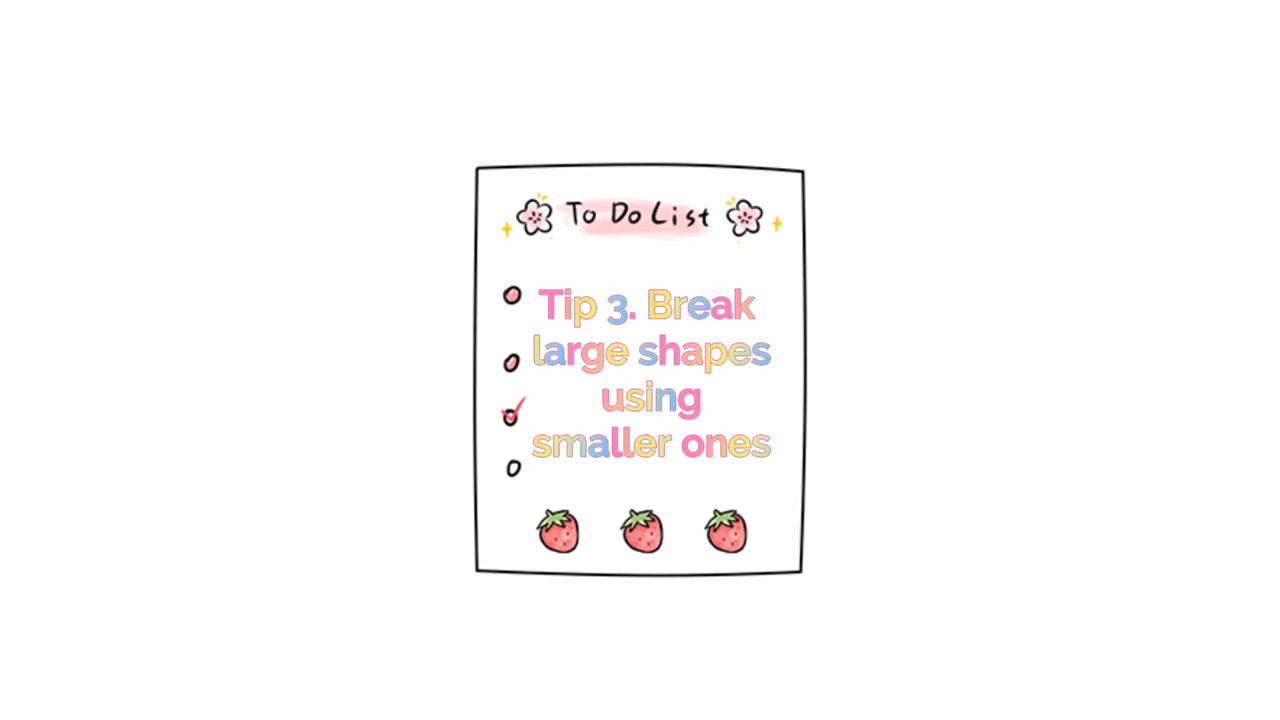 To Do List
Tip 3. Break
large shapes
using
smaller ones